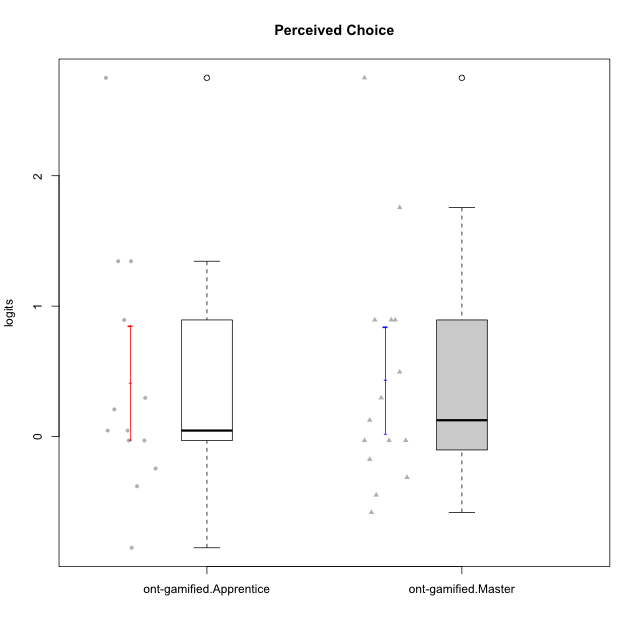 Perceived Choice
logits
2
1
0
ont-gamified.Apprentice
ont-gamified.Master